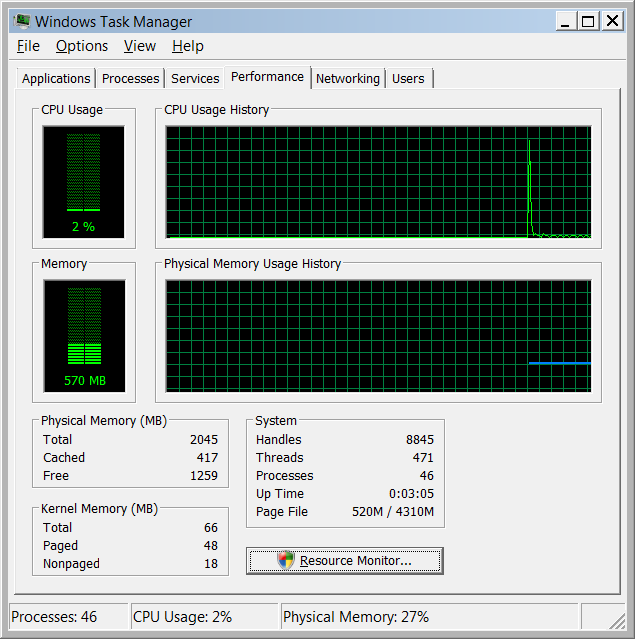 Windows Task Manager
File Options View Help
Applications Processes Services Performance Networking Users
CPU Usage CPU Usage History
2 %
Memory Physical Memory Usage History
570 MB
Physical Memory (MB)
Total 2045
Cached 417
Free 1259
System
Handles 8845
Threads 471
Processes 46
Up Time 0:03:05
Page File 520M / 4310M
Kernel Memory (MB)
Total 66
Paged 48
Nonpaged 18
Resource Monitor...
Processes: 46 CPU Usage: 2% Physical Memory: 27%